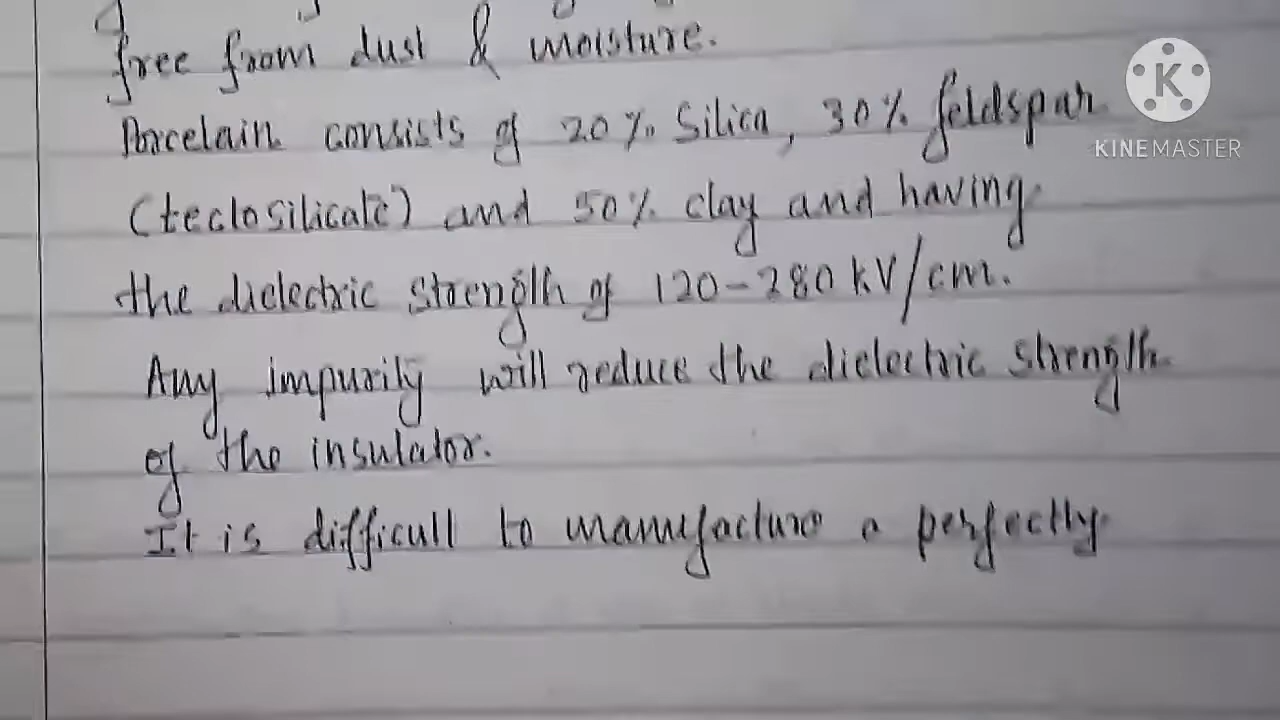 free from dust & moisture.
Porcelain consists of 20% silica, 30% feldspar
(teclosilicate) and 50% clay and having
the dielectric strength of 120-280 kV/cm.
Any impurity will reduce the dielectric strength
of the insulator.
It is difficult to manufacture a perfectly
K
KINEMASTER